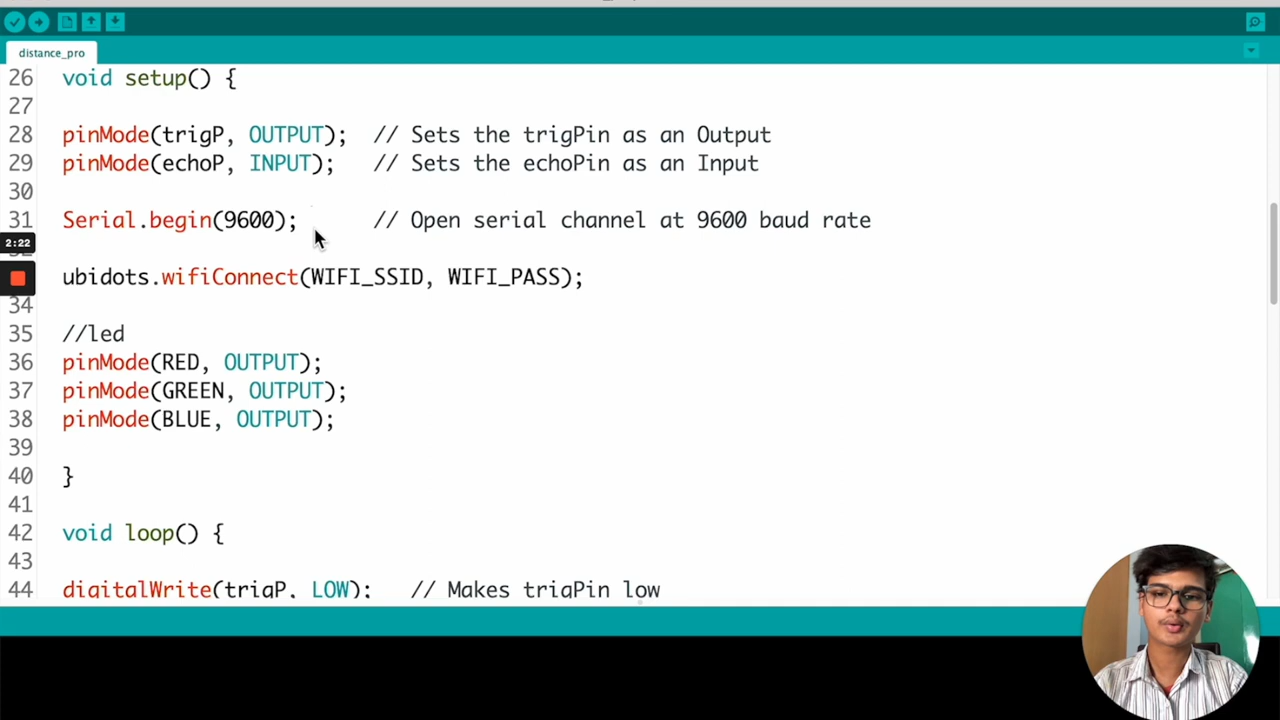 distance_pro
26 void setup() {
27
28 pinMode(trigP, OUTPUT);  // Sets the trigPin as an Output
29 pinMode(echoP, INPUT);   // Sets the echoPin as an Input
30
31 Serial.begin(9600);      // Open serial channel at 9600 baud rate
2:22
ubidots.wifiConnect(WIFI_SSID, WIFI_PASS);
34
35 //led
36 pinMode(RED, OUTPUT);
37 pinMode(GREEN, OUTPUT);
38 pinMode(BLUE, OUTPUT);
39
40 }
41
42 void loop() {
43
44 digitalWrite(trigP, LOW);   // Makes trigPin low